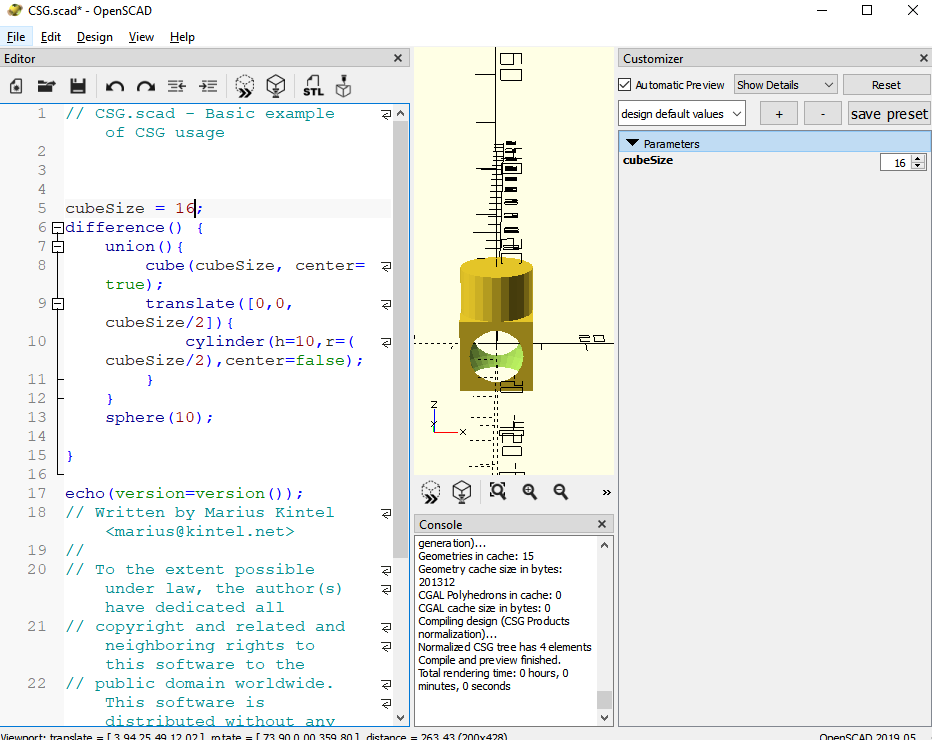 CSG.scad* - OpenSCAD
File Edit Design View Help
Editor
STL
1 // CSG.scad - Basic example
of CSG usage
2
3
4
5 cubeSize = 16;
6 difference() {
7 union(){
8 cube(cubeSize, center=
true);
9 translate([0,0,
cubeSize/2]){
10 cylinder(h=10,r=(
cubeSize/2),center=false);
11 }
12 }
13 sphere(10);
14
15 }
16
17 echo(version=version());
18 // Written by Marius Kintel
<marius@kintel.net>
19 //
20 // To the extent possible
under law, the author(s)
have dedicated all
21 // copyright and related and
neighboring rights to
this software to the
22 // public domain worldwide.
This software is
distributed without any
z
x
Console
generation)...
Geometries in cache: 15
Geometry cache size in bytes:
201312
CGAL Polyhedrons in cache: 0
CGAL cache size in bytes: 0
Compiling design (CSG Products
normalization)...
Normalized CSG tree has 4 elements
Compile and preview finished.
Total rendering time: 0 hours, 0
minutes, 0 seconds
Customizer
Automatic Preview Show Details Reset
design default values + - save preset
Parameters
cubeSize 16
Viewport: translate = [ 3.94 25.49 12.02 ], rotate = [ 73.90 0.00 359.80 ], distance = 263.43 (200x428)
OpenSCAD 2019.05